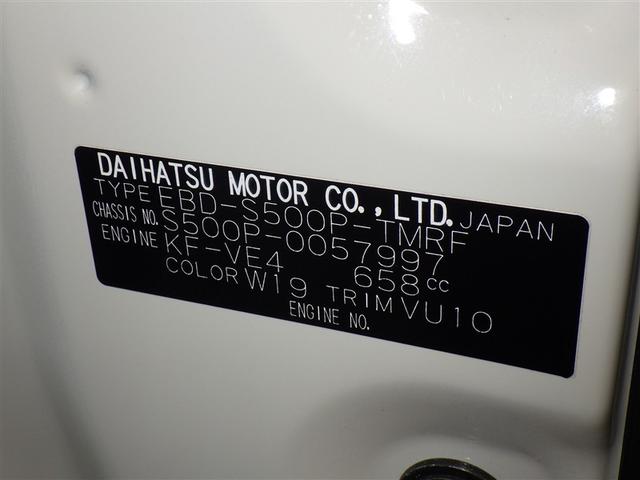 DAIHATSU MOTOR CO.,LTD. JAPAN
TYPE EBD-S500P-TMRF
CHASSIS NO. S500P-0057997
ENGINE KF-VE4 658cc
COLOR W19 TRIM VU10
ENGINE NO.